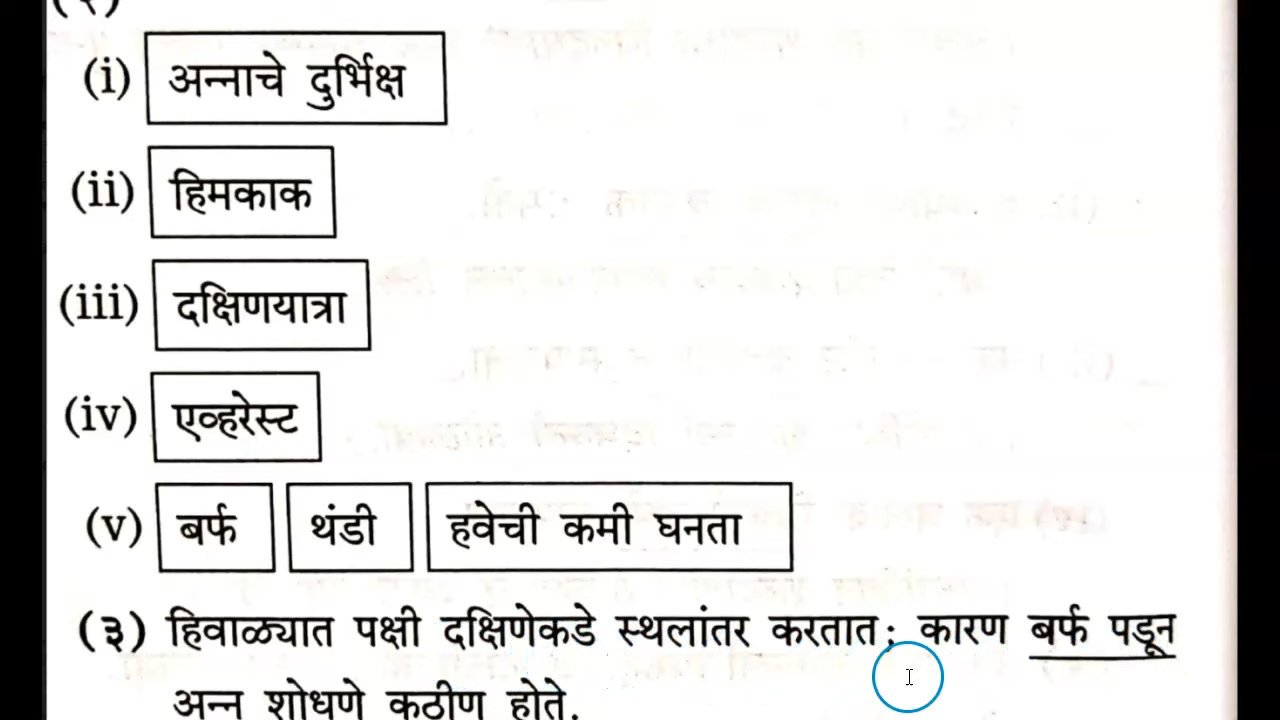 (२)
(i) अन्नाचे दुर्भिक्ष
(ii) हिमकाक
(iii) दक्षिणयात्रा
(iv) एव्हरेस्ट
(v) बर्फ थंडी हवेची कमी घनता
(३) हिवाळ्यात पक्षी दक्षिणेकडे स्थलांतर करतात; कारण बर्फ पडून
अन्न शोधणे कठीण होते.